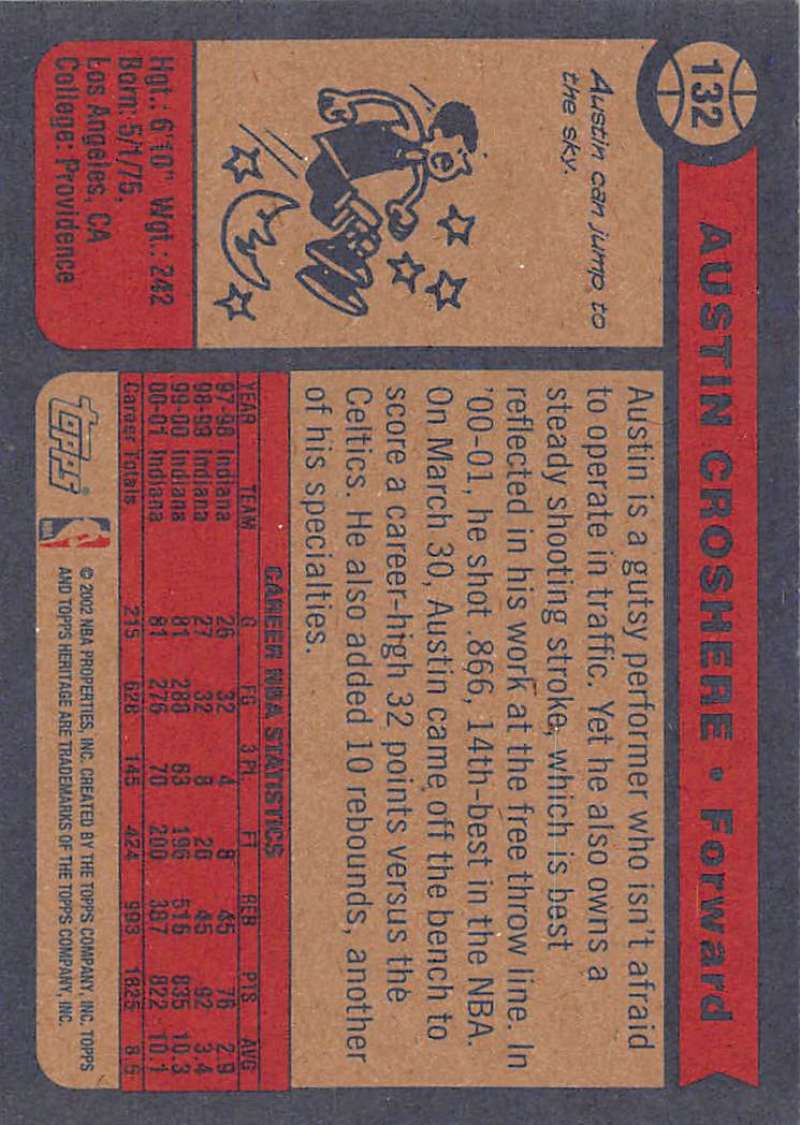 132
AUSTIN CROSHERE • Forward
Austin can jump to
the sky.
Hgt.: 6'10" Wgt.: 242
Born: 5/1/75,
Los Angeles, CA
College: Providence
Austin is a gutsy performer who isn't afraid
to operate in traffic. Yet he also owns a
steady shooting stroke, which is best
reflected in his work at the free throw line. In
'00-01, he shot .866, 14th-best in the NBA.
On March 30, Austin came off the bench to
score a career-high 32 points versus the
Celtics. He also added 10 rebounds, another
of his specialties.
CAREER NBA STATISTICS
YEAR TEAM G FG 3 Pt. FT REB PTS AVG
97-98 Indiana 26 32 4 8 45 76 2.9
98-99 Indiana 27 32 8 20 45 92 3.4
99-00 Indiana 81 288 63 196 516 835 10.3
00-01 Indiana 81 276 70 200 387 822 10.1
Career Totals 215 628 145 424 993 1825 8.5
Topps®
NBA
© 2002 NBA PROPERTIES, INC. CREATED BY THE TOPPS COMPANY, INC. TOPPS
AND TOPPS HERITAGE ARE TRADEMARKS OF THE TOPPS COMPANY, INC.